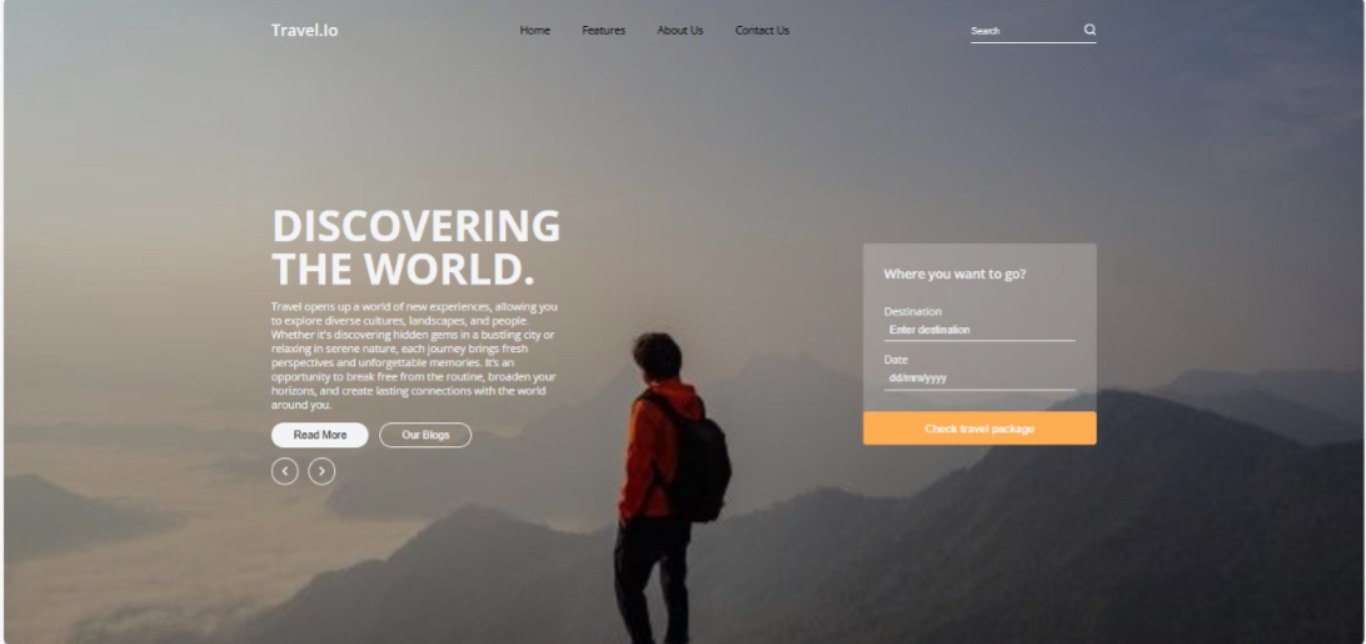 Travel.Io
Home
Features
About Us
Contact Us
Search
DISCOVERING
THE WORLD.
Travel opens up a world of new experiences, allowing you
to explore diverse cultures, landscapes, and people.
Whether it's discovering hidden gems in a bustling city or
relaxing in serene nature, each journey brings fresh
perspectives and unforgettable memories. It's an
opportunity to break free from the routine, broaden your
horizons, and create lasting connections with the world
around you.
Read More
Our Blogs
Where you want to go?
Destination
Enter destination
Date
dd/mm/yyyy
Check travel package